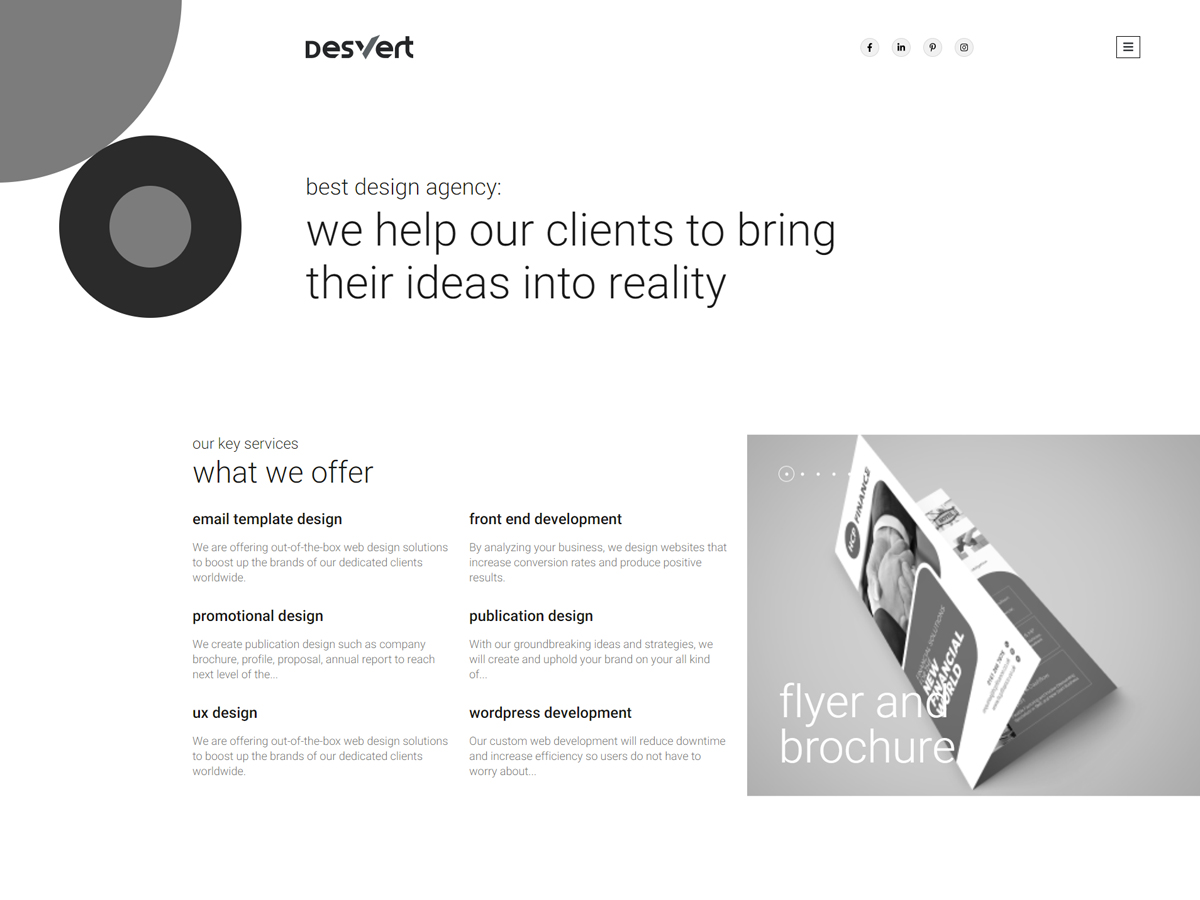 Desvert
best design agency:
we help our clients to bring
their ideas into reality
our key services
what we offer
email template design
We are offering out-of-the-box web design solutions
to boost up the brands of our dedicated clients
worldwide.
front end development
By analyzing your business, we design websites that
increase conversion rates and produce positive
results.
promotional design
We create publication design such as company
brochure, profile, proposal, annual report to reach
next level of the...
publication design
With our groundbreaking ideas and strategies, we
will create and uphold your brand on your all kind
of...
ux design
We are offering out-of-the-box web design solutions
to boost up the brands of our dedicated clients
worldwide.
wordpress development
Our custom web development will reduce downtime
and increase efficiency so users do not have to
worry about...
HCP FINANCE
FINANCIAL SOLUTIONS
NEW
FINANCIAL
WORLD
flyer and
brochure